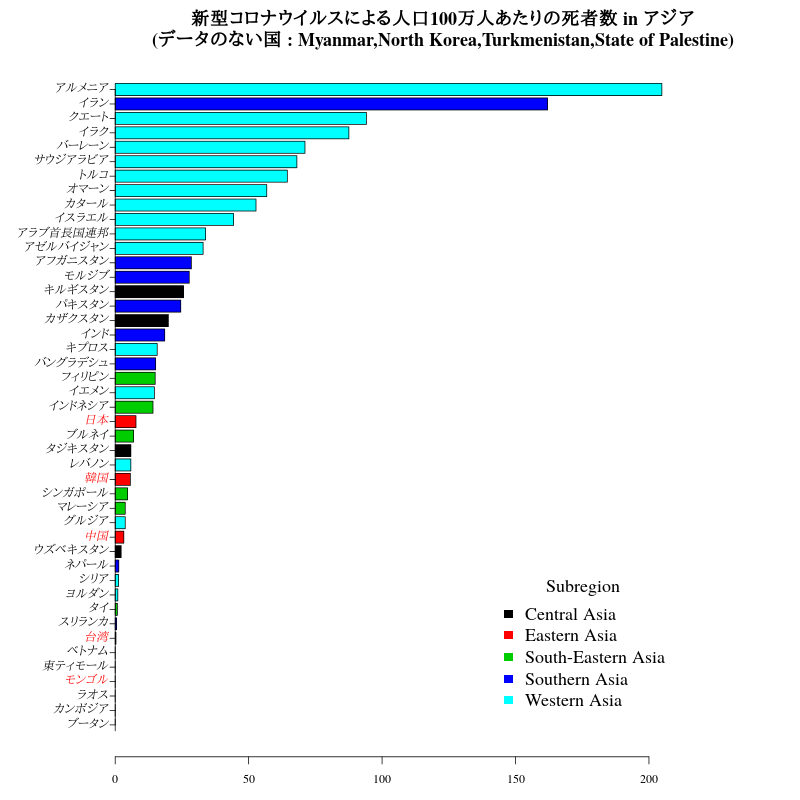 新型コロナウイルスによる人口100万人あたりの死者数 in アジア
(データのない国 : Myanmar,North Korea,Turkmenistan,State of Palestine)
アルメニア
イラン
クエート
イラク
バーレーン
サウジアラビア
トルコ
オマーン
カタール
イスラエル
アラブ首長国連邦
アゼルバイジャン
アフガニスタン
モルジブ
キルギスタン
パキスタン
カザクスタン
インド
キプロス
バングラデシュ
フィリピン
イエメン
インドネシア
日本
ブルネイ
タジキスタン
レバノン
韓国
シンガポール
マレーシア
グルジア
中国
ウズベキスタン
ネパール
シリア
ヨルダン
タイ
スリランカ
台湾
ベトナム
東ティモール
モンゴル
ラオス
カンボジア
ブータン
Subregion
Central Asia
Eastern Asia
South-Eastern Asia
Southern Asia
Western Asia
0 50 100 150 200